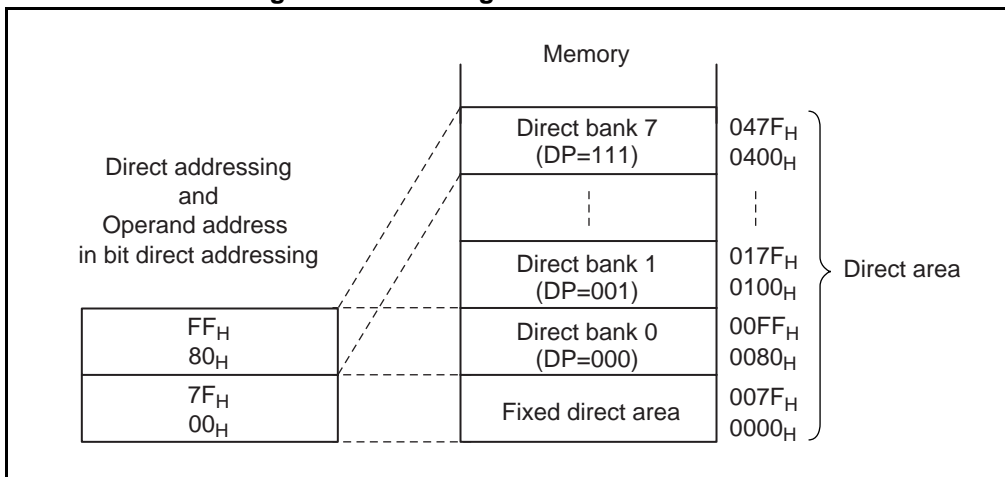 Memory
Direct addressing
and
Operand address
in bit direct addressing
FFH
80H
7FH
00H
Direct bank 7
(DP=111)
Direct bank 1
(DP=001)
Direct bank 0
(DP=000)
Fixed direct area
047FH
0400H
017FH
0100H
00FFH
0080H
007FH
0000H
Direct area